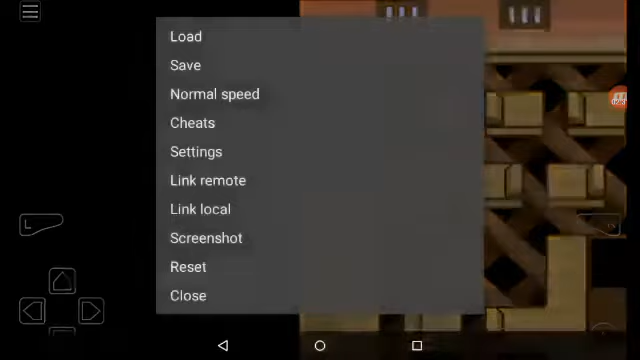 Load
Save
Normal speed
Cheats
Settings
Link remote
Link local
Screenshot
Reset
Close
L